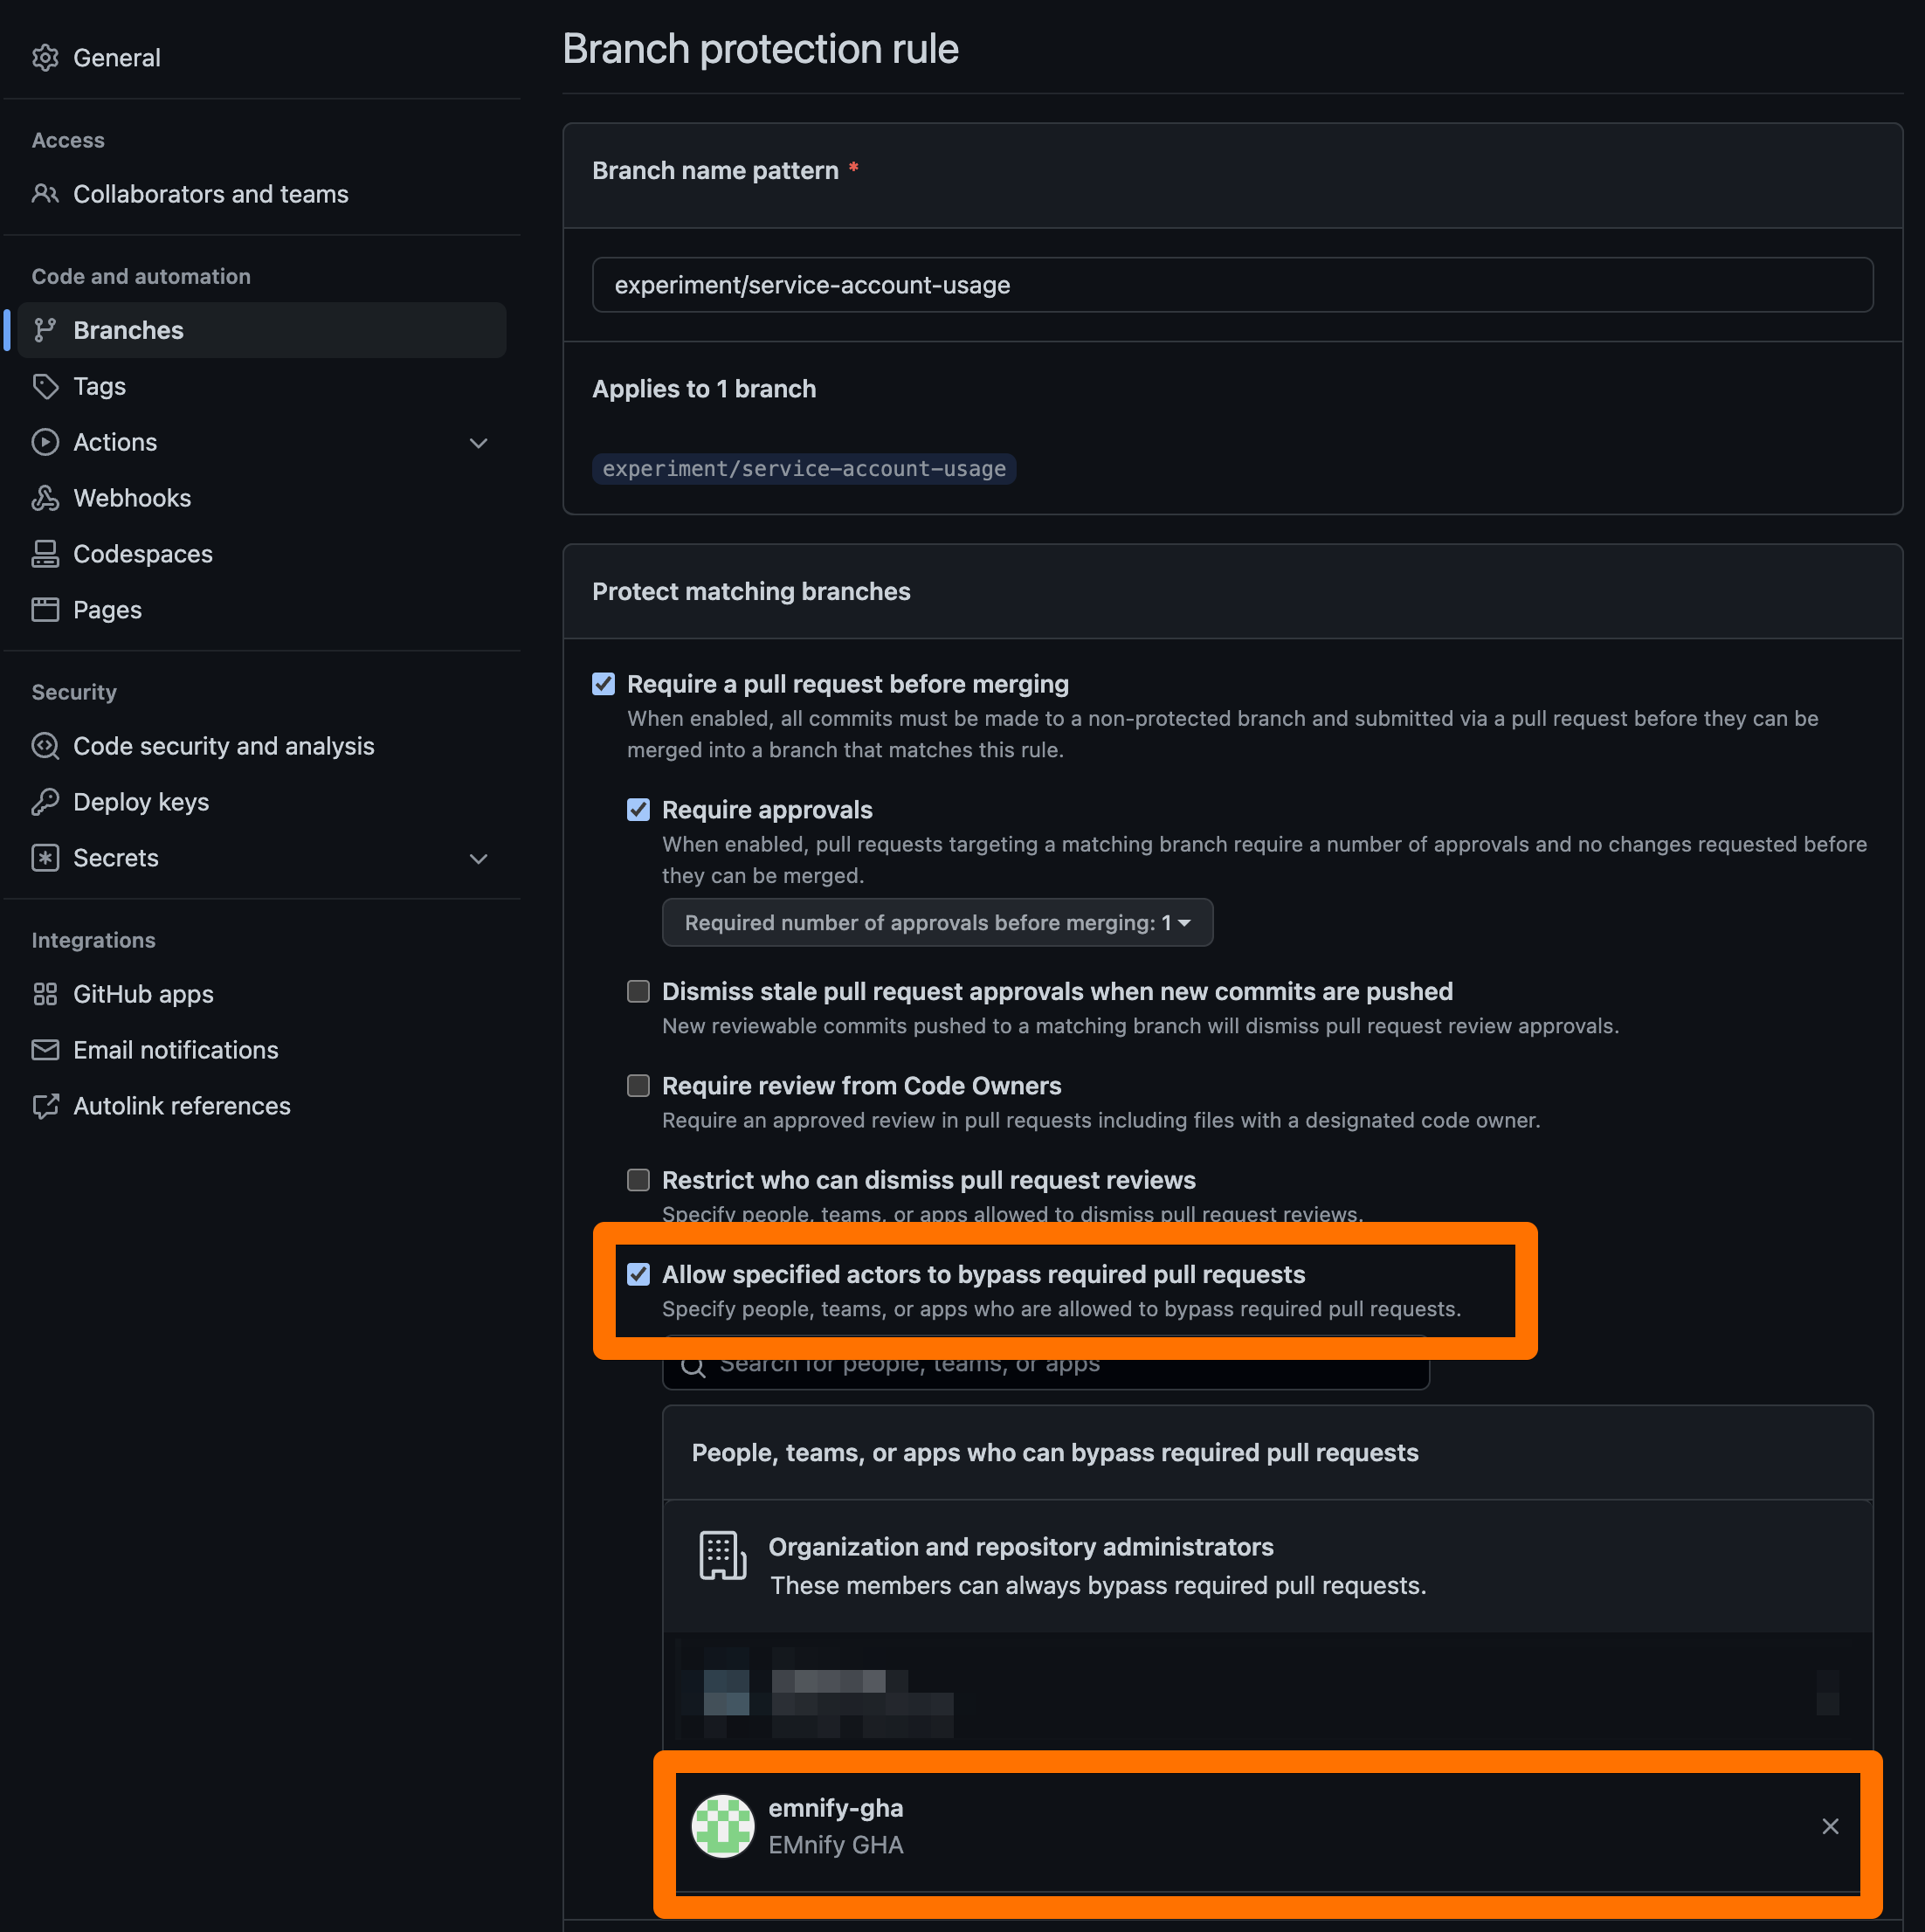 General
Access
Collaborators and teams
Code and automation
Branches
Tags
Actions
Webhooks
Codespaces
Pages
Security
Code security and analysis
Deploy keys
Secrets
Integrations
GitHub apps
Email notifications
Autolink references
Branch protection rule
Branch name pattern *
experiment/service-account-usage
Applies to 1 branch
experiment/service-account-usage
Protect matching branches
Require a pull request before merging
When enabled, all commits must be made to a non-protected branch and submitted via a pull request before they can be
merged into a branch that matches this rule.
Require approvals
When enabled, pull requests targeting a matching branch require a number of approvals and no changes requested before
they can be merged.
Required number of approvals before merging: 1
Dismiss stale pull request approvals when new commits are pushed
New reviewable commits pushed to a matching branch will dismiss pull request review approvals.
Require review from Code Owners
Require an approved review in pull requests including files with a designated code owner.
Restrict who can dismiss pull request reviews
Specify people, teams, or apps allowed to dismiss pull request reviews.
Allow specified actors to bypass required pull requests
Specify people, teams, or apps who are allowed to bypass required pull requests.
Search for people, teams, or apps
People, teams, or apps who can bypass required pull requests
Organization and repository administrators
These members can always bypass required pull requests.
emnify-gha
EMnify GHA